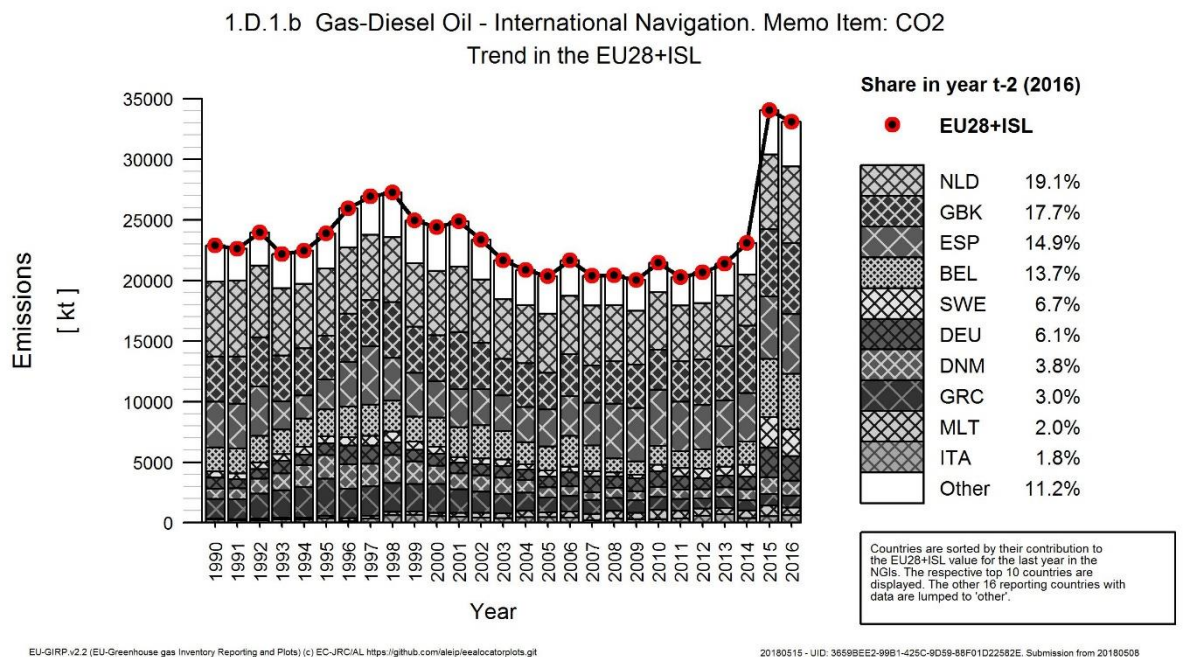 1.D.1.b Gas-Diesel Oil - International Navigation. Memo Item: CO2
Trend in the EU28+ISL
Share in year t-2 (2016)
EU28+ISL
NLD 19.1%
GBK 17.7%
ESP 14.9%
BEL 13.7%
SWE 6.7%
DEU 6.1%
DNM 3.8%
GRC 3.0%
MLT 2.0%
ITA 1.8%
Other 11.2%
Countries are sorted by their contribution to
the EU28+ISL value for the last year in the
NGIs. The respective top 10 countries are
displayed. The other 16 reporting countries with
data are lumped to 'other'.
Emissions
[ kt ]
35000
30000
25000
20000
15000
10000
5000
0
1990 1991 1992 1993 1994 1995 1996 1997 1998 1999 2000 2001 2002 2003 2004 2005 2006 2007 2008 2009 2010 2011 2012 2013 2014 2015 2016
Year
EU-GIRP.v2.2 (EU-Greenhouse gas Inventory Reporting and Plots) (c) EC-JRC/AL https://github.com/aleip/eealocatorplots.git
20180515 - UID: 3659BEE2-99B1-425C-9D59-88F01D22582E. Submission from 20180508